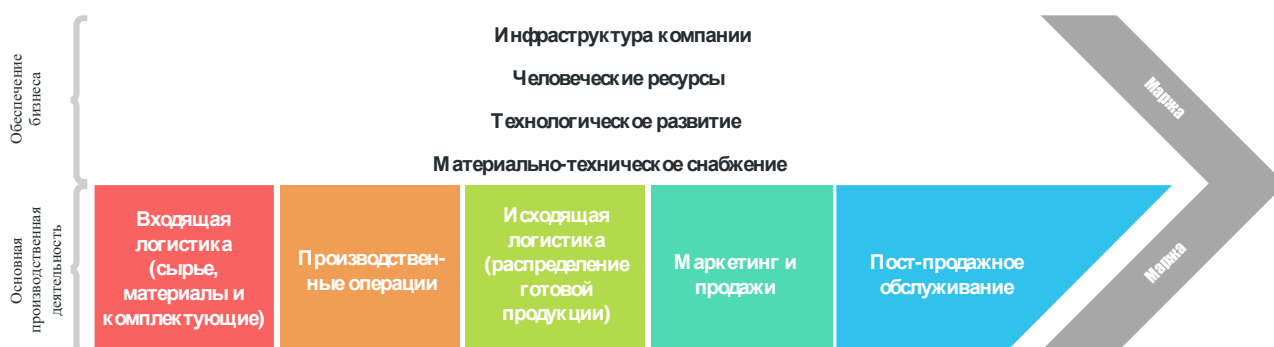 Обеспечение
бизнеса
Инфраструктура компании
Человеческие ресурсы
Технологическое развитие
Материально-техническое снабжение
Маржа
Основная
производственная
деятельность
Входящая
логистика
(сырье,
материалы и
комплектующие)
Производствен-
ные операции
Исходящая
логистика
(распределение
готовой
продукции)
Маркетинг и
продажи
Пост-продажное
обслуживание
Маржа